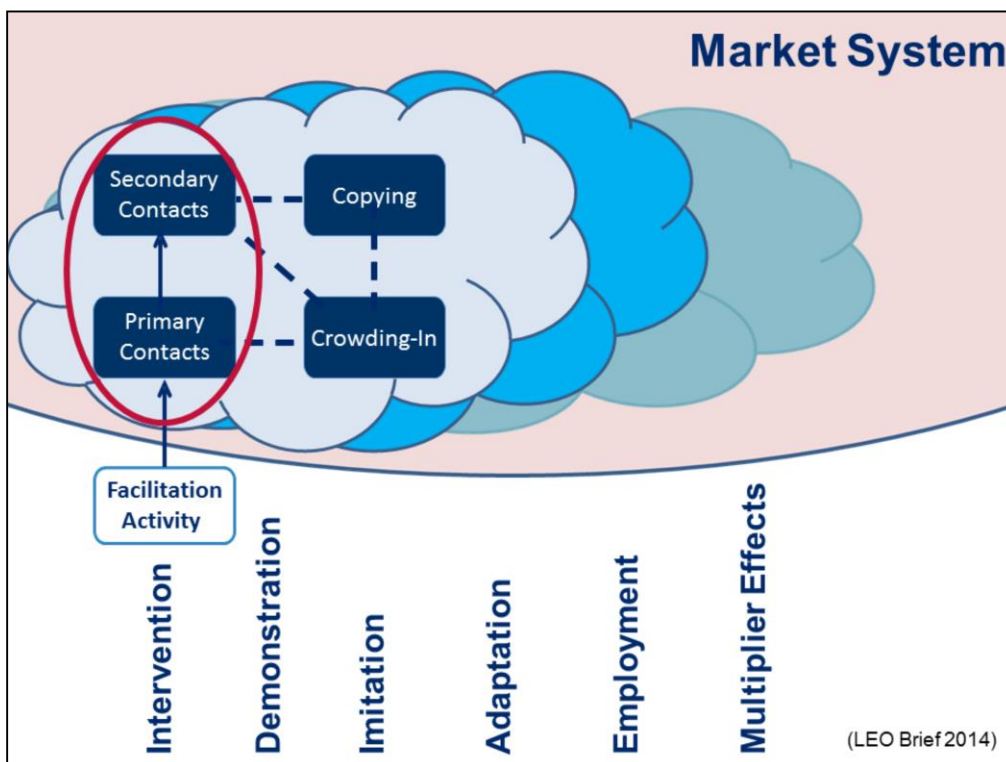 Market System
Secondary
Contacts
Copying
Primary
Contacts
Crowding-In
Facilitation
Activity
Intervention
Demonstration
Imitation
Adaptation
Employment
Multiplier Effects
(LEO Brief 2014)